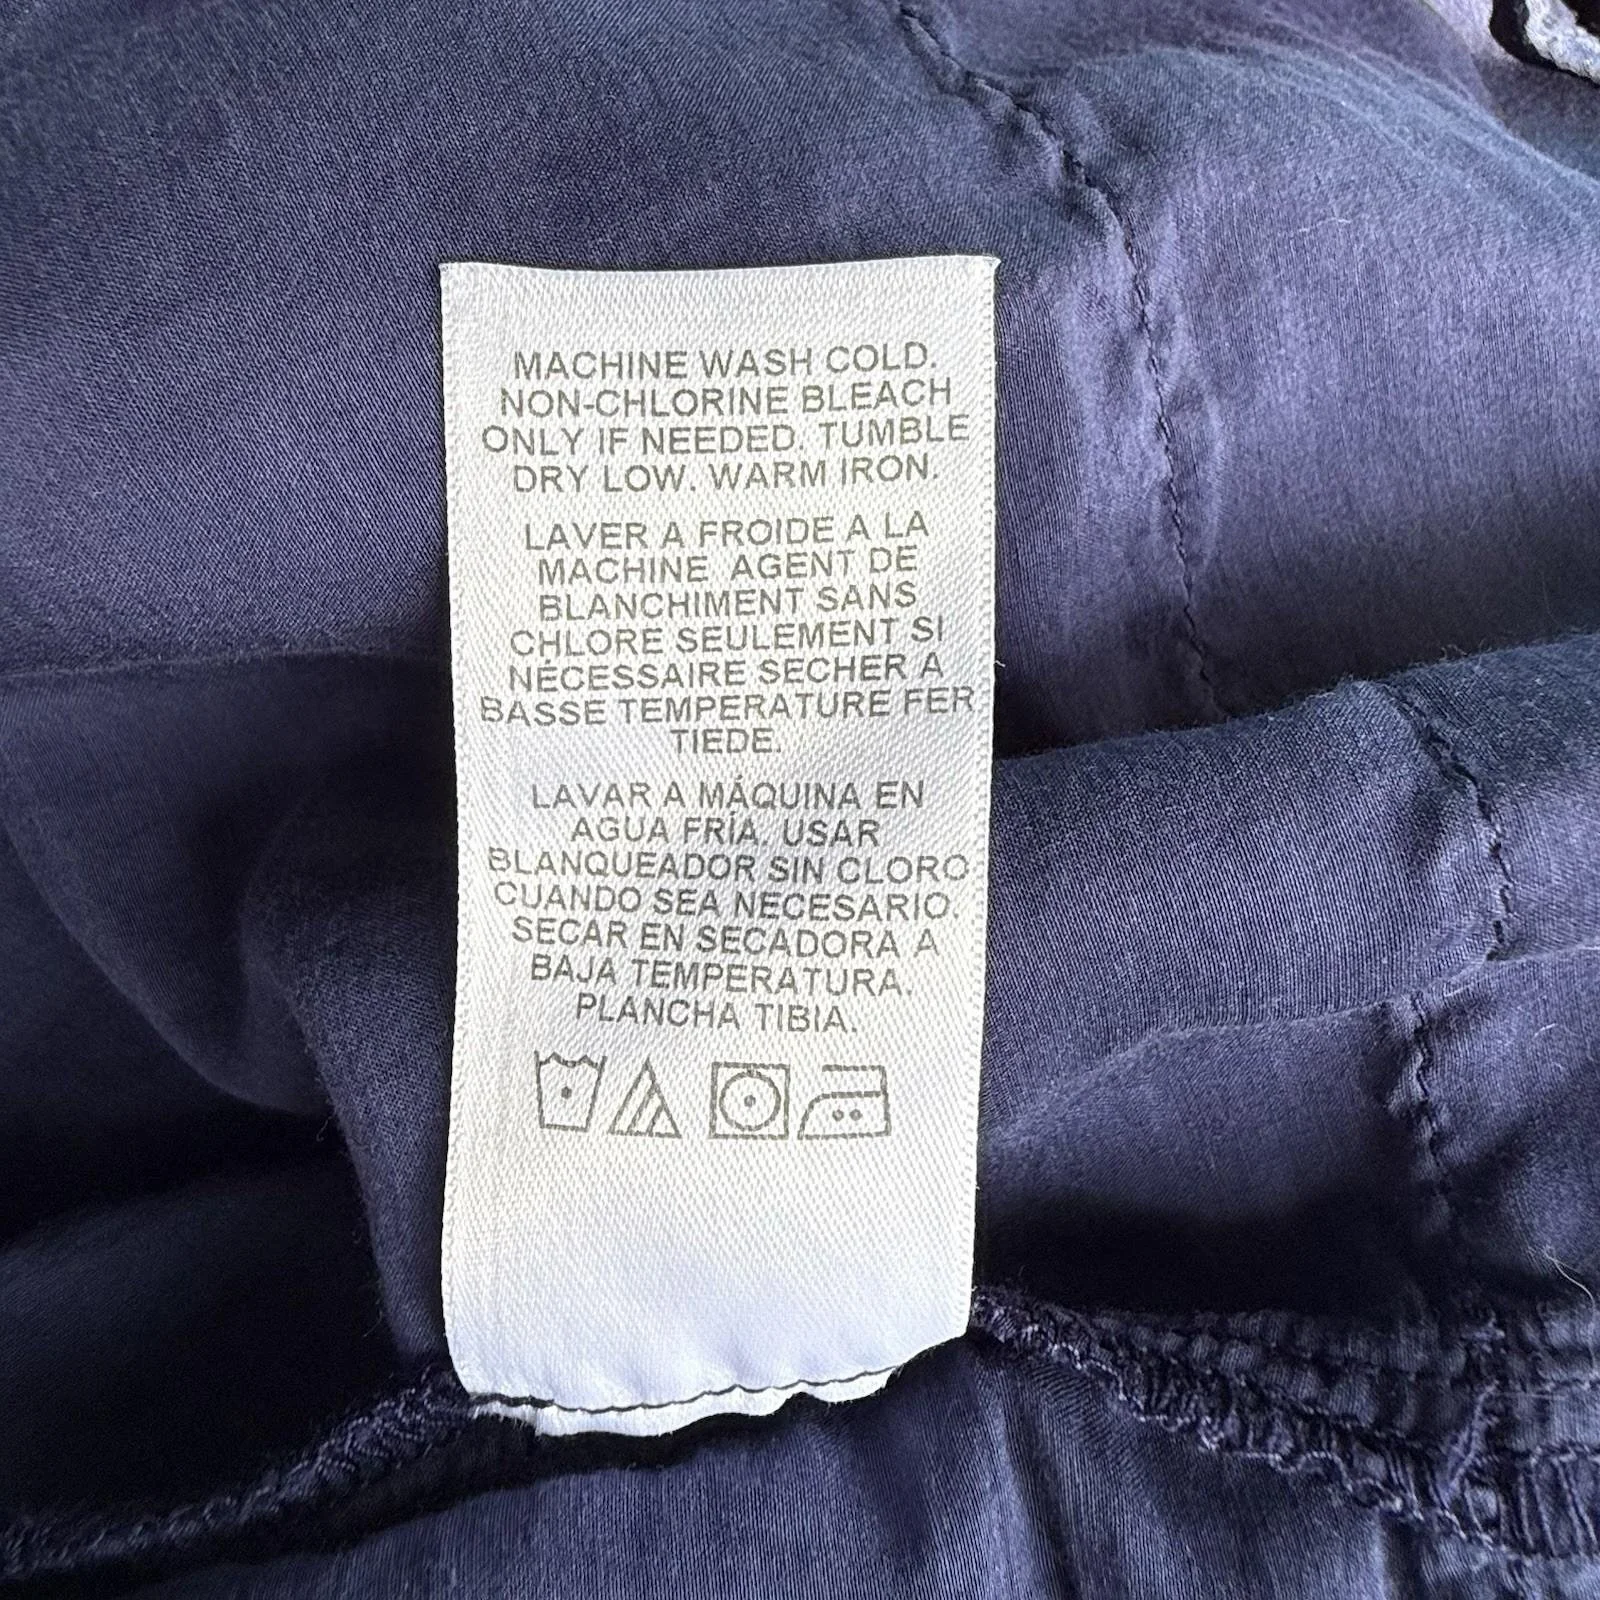 MACHINE WASH COLD.
NON-CHLORINE BLEACH
ONLY IF NEEDED. TUMBLE
DRY LOW. WARM IRON.
LAVER A FROIDE A LA
MACHINE AGENT DE
BLANCHIMENT SANS
CHLORE SEULEMENT SI
NÉCESSAIRE SECHER A
BASSE TEMPERATURE FER
TIEDE.
LAVAR A MÁQUINA EN
AGUA FRÍA. USAR
BLANQUEADOR SIN CLORO
CUANDO SEA NECESARIO.
SECAR EN SECADORA A
BAJA TEMPERATURA.
PLANCHA TIBIA.